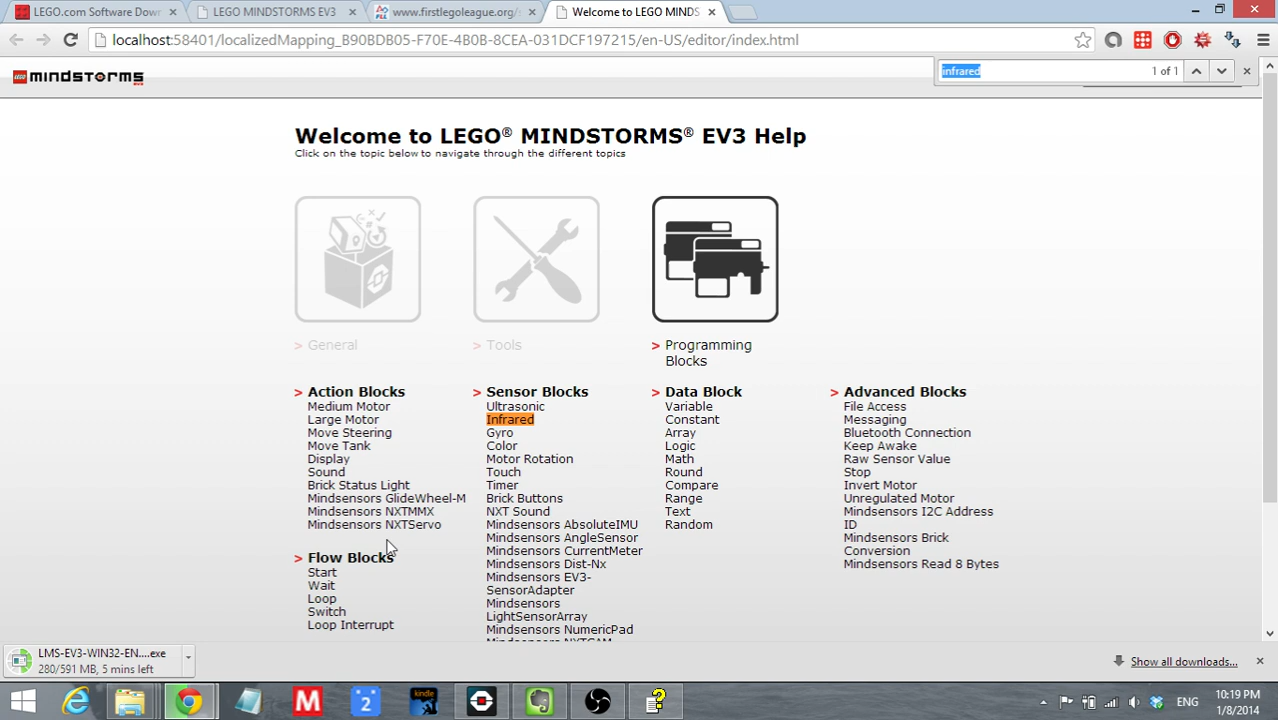 LEGO.com Software Down
LEGO MINDSTORMS EV3
www.firstlegoleague.org/s
Welcome to LEGO MINDS
localhost:58401/localizedMapping_B90BDB05-F70E-4B0B-8CEA-031DCF197215/en-US/editor/index.html
LEGO mindstorms
infrared
1 of 1
Welcome to LEGO® MINDSTORMS® EV3 Help
Click on the topic below to navigate through the different topics
> General
> Tools
> Programming
Blocks
> Action Blocks
Medium Motor
Large Motor
Move Steering
Move Tank
Display
Sound
Brick Status Light
Mindsensors GlideWheel-M
Mindsensors NXTMMX
Mindsensors NXTServo
> Flow Blocks
Start
Wait
Loop
Switch
Loop Interrupt
> Sensor Blocks
Ultrasonic
Infrared
Gyro
Color
Motor Rotation
Touch
Timer
Brick Buttons
NXT Sound
Mindsensors AbsoluteIMU
Mindsensors AngleSensor
Mindsensors CurrentMeter
Mindsensors Dist-Nx
Mindsensors EV3-
SensorAdapter
Mindsensors
LightSensorArray
Mindsensors NumericPad
Mindsensors NXTCAM
> Data Block
Variable
Constant
Array
Logic
Math
Round
Compare
Range
Text
Random
> Advanced Blocks
File Access
Messaging
Bluetooth Connection
Keep Awake
Raw Sensor Value
Stop
Invert Motor
Unregulated Motor
Mindsensors I2C Address
ID
Mindsensors Brick
Conversion
Mindsensors Read 8 Bytes
LMS-EV3-WIN32-EN....exe
280/591 MB, 5 mins left
Show all downloads...
M
2
kindle
ENG
10:19 PM
1/8/2014